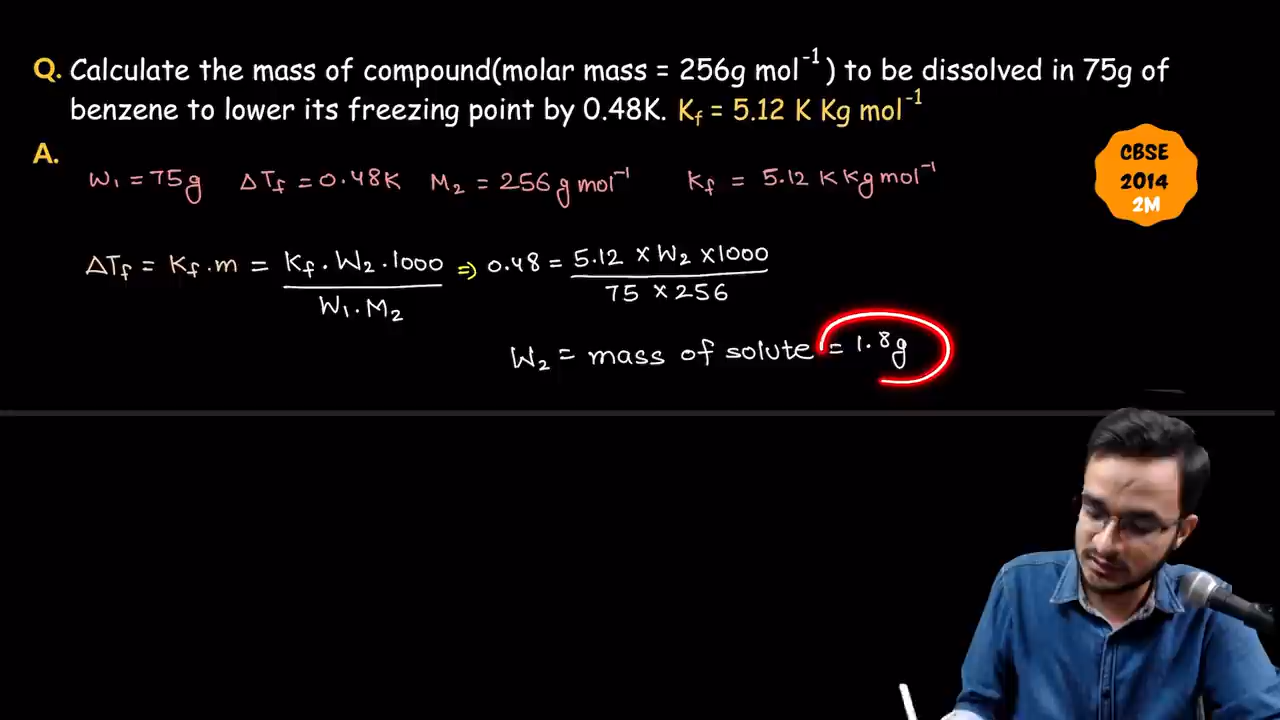 Q. Calculate the mass of compound(molar mass = 256g mol⁻¹) to be dissolved in 75g of
benzene to lower its freezing point by 0.48K. Kf = 5.12 K Kg mol⁻¹
A.
CBSE
2014
2M
W₁ = 75g ΔTf = 0.48K M₂ = 256 g mol⁻¹ Kf = 5.12 K Kg mol⁻¹
ΔTf = Kf.m = Kf.W₂.1000 / W₁.M₂ ⇒ 0.48 = 5.12 × W₂ × 1000 / 75 × 256
W₂ = mass of solute = 1.8g